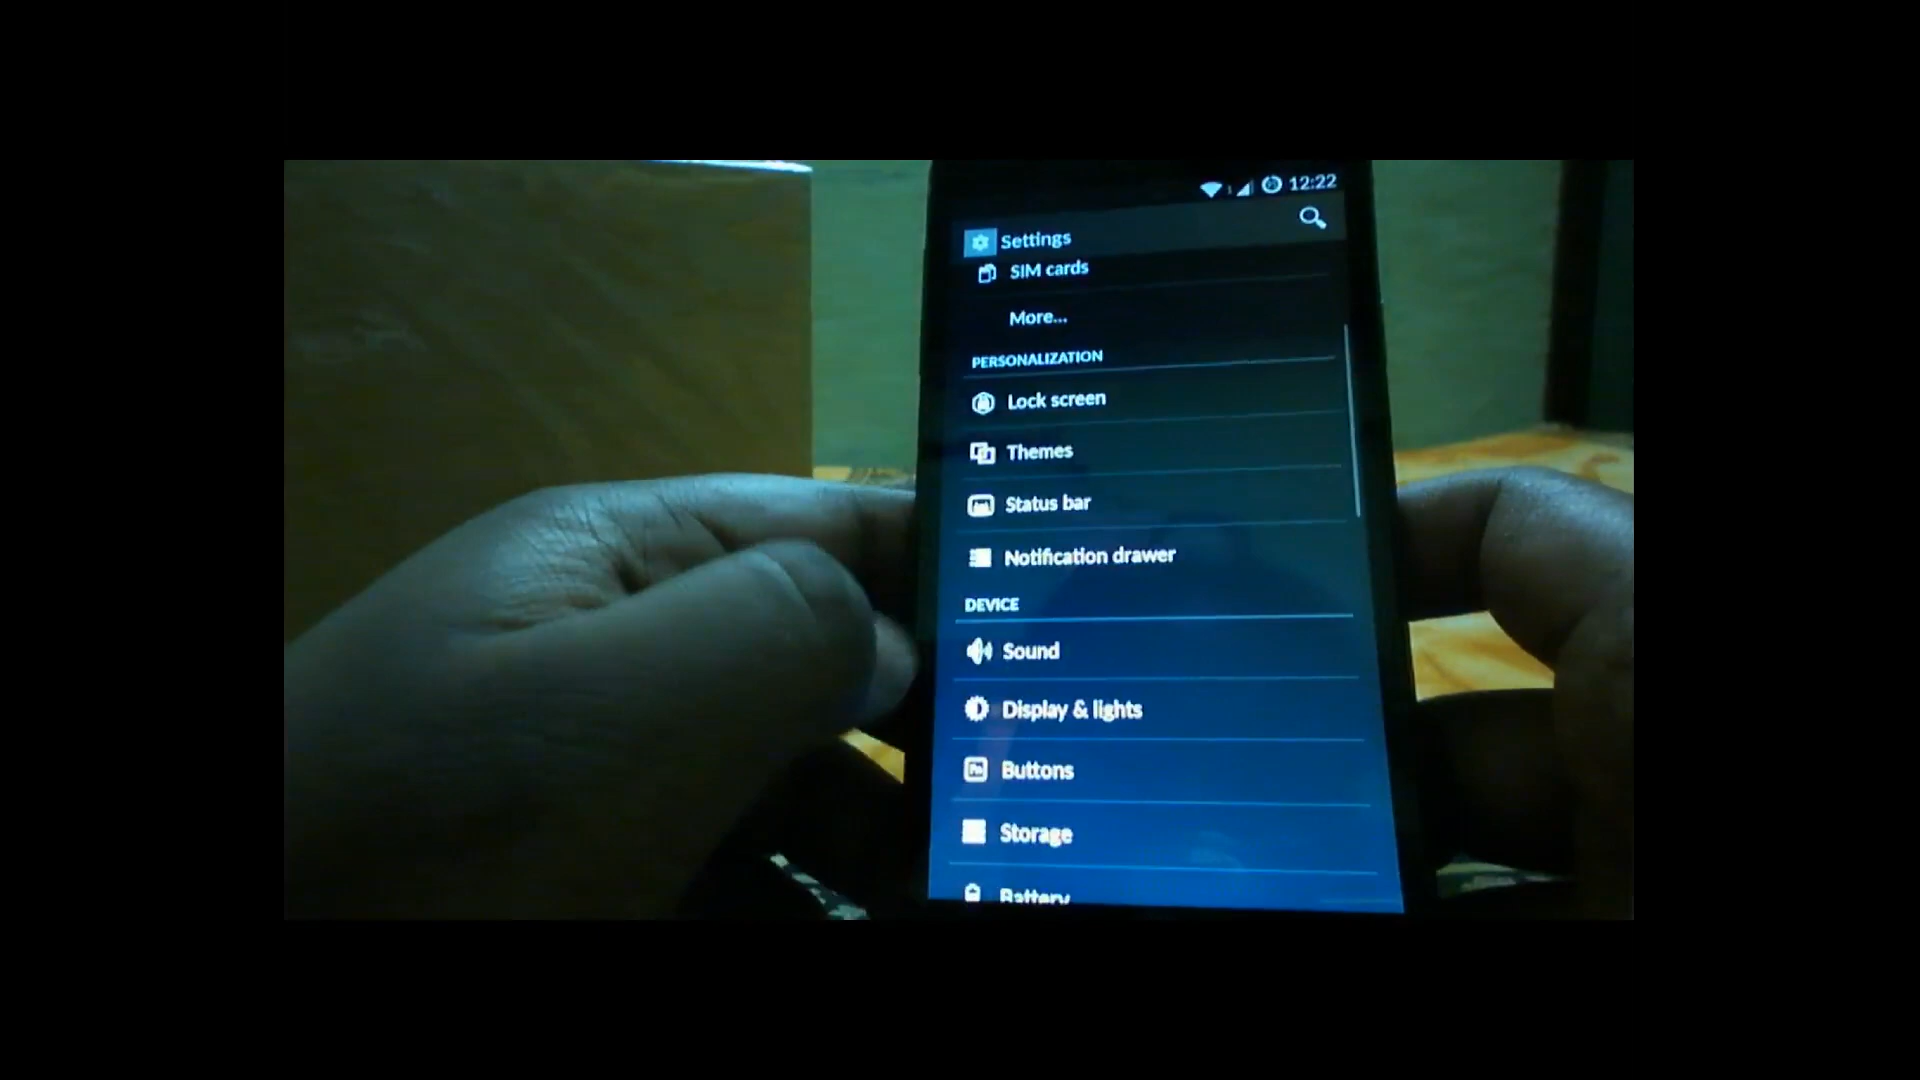 12:22
Settings
SIM cards
More...
PERSONALIZATION
Lock screen
Themes
Status bar
Notification drawer
DEVICE
Sound
Display & lights
Buttons
Storage
Battery